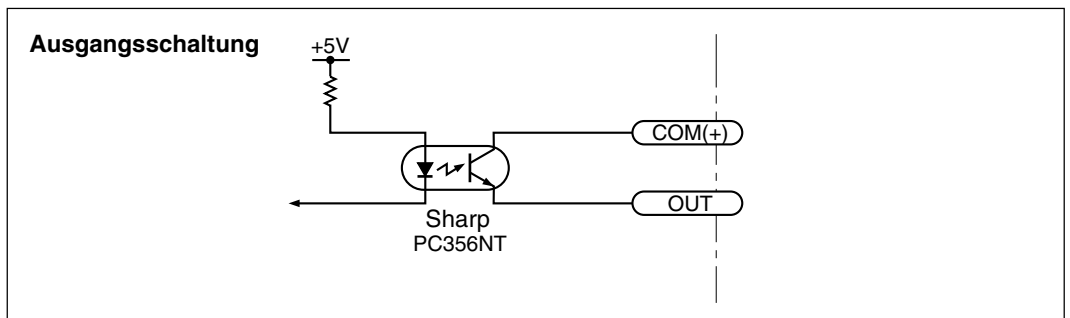 Ausgangsschaltung
+5V
COM(+)
OUT
Sharp
PC356NT